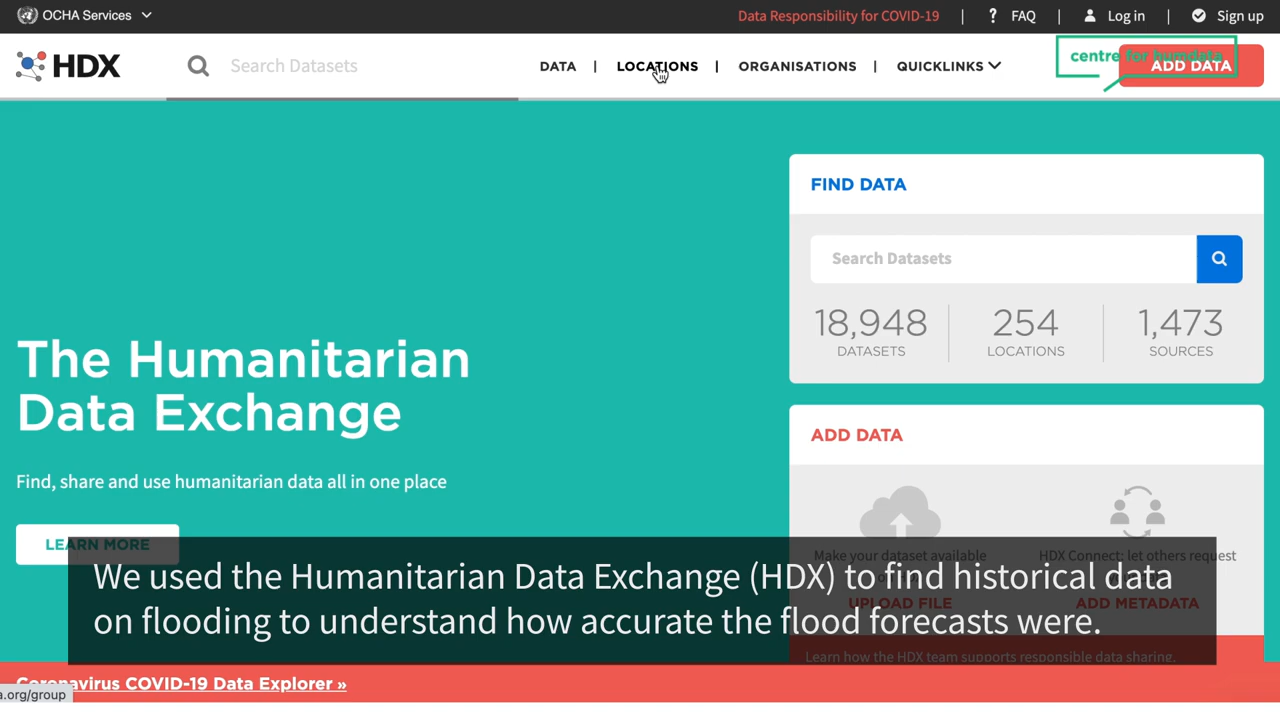 OCHA Services
Data Responsibility for COVID-19 | ? FAQ | Log in | Sign up
HDX
Search Datasets
DATA | LOCATIONS | ORGANISATIONS | QUICKLINKS
centre for humdata
ADD DATA
FIND DATA
Search Datasets
18,948
DATASETS
254
LOCATIONS
1,473
SOURCES
The Humanitarian
Data Exchange
Find, share and use humanitarian data all in one place
LEARN MORE
ADD DATA
Make your dataset available
UPLOAD FILE
HDX Connect: let others request
ADD METADATA
Learn how the HDX team supports responsible data sharing.
We used the Humanitarian Data Exchange (HDX) to find historical data
on flooding to understand how accurate the flood forecasts were.
Coronavirus COVID-19 Data Explorer »
a.org/group